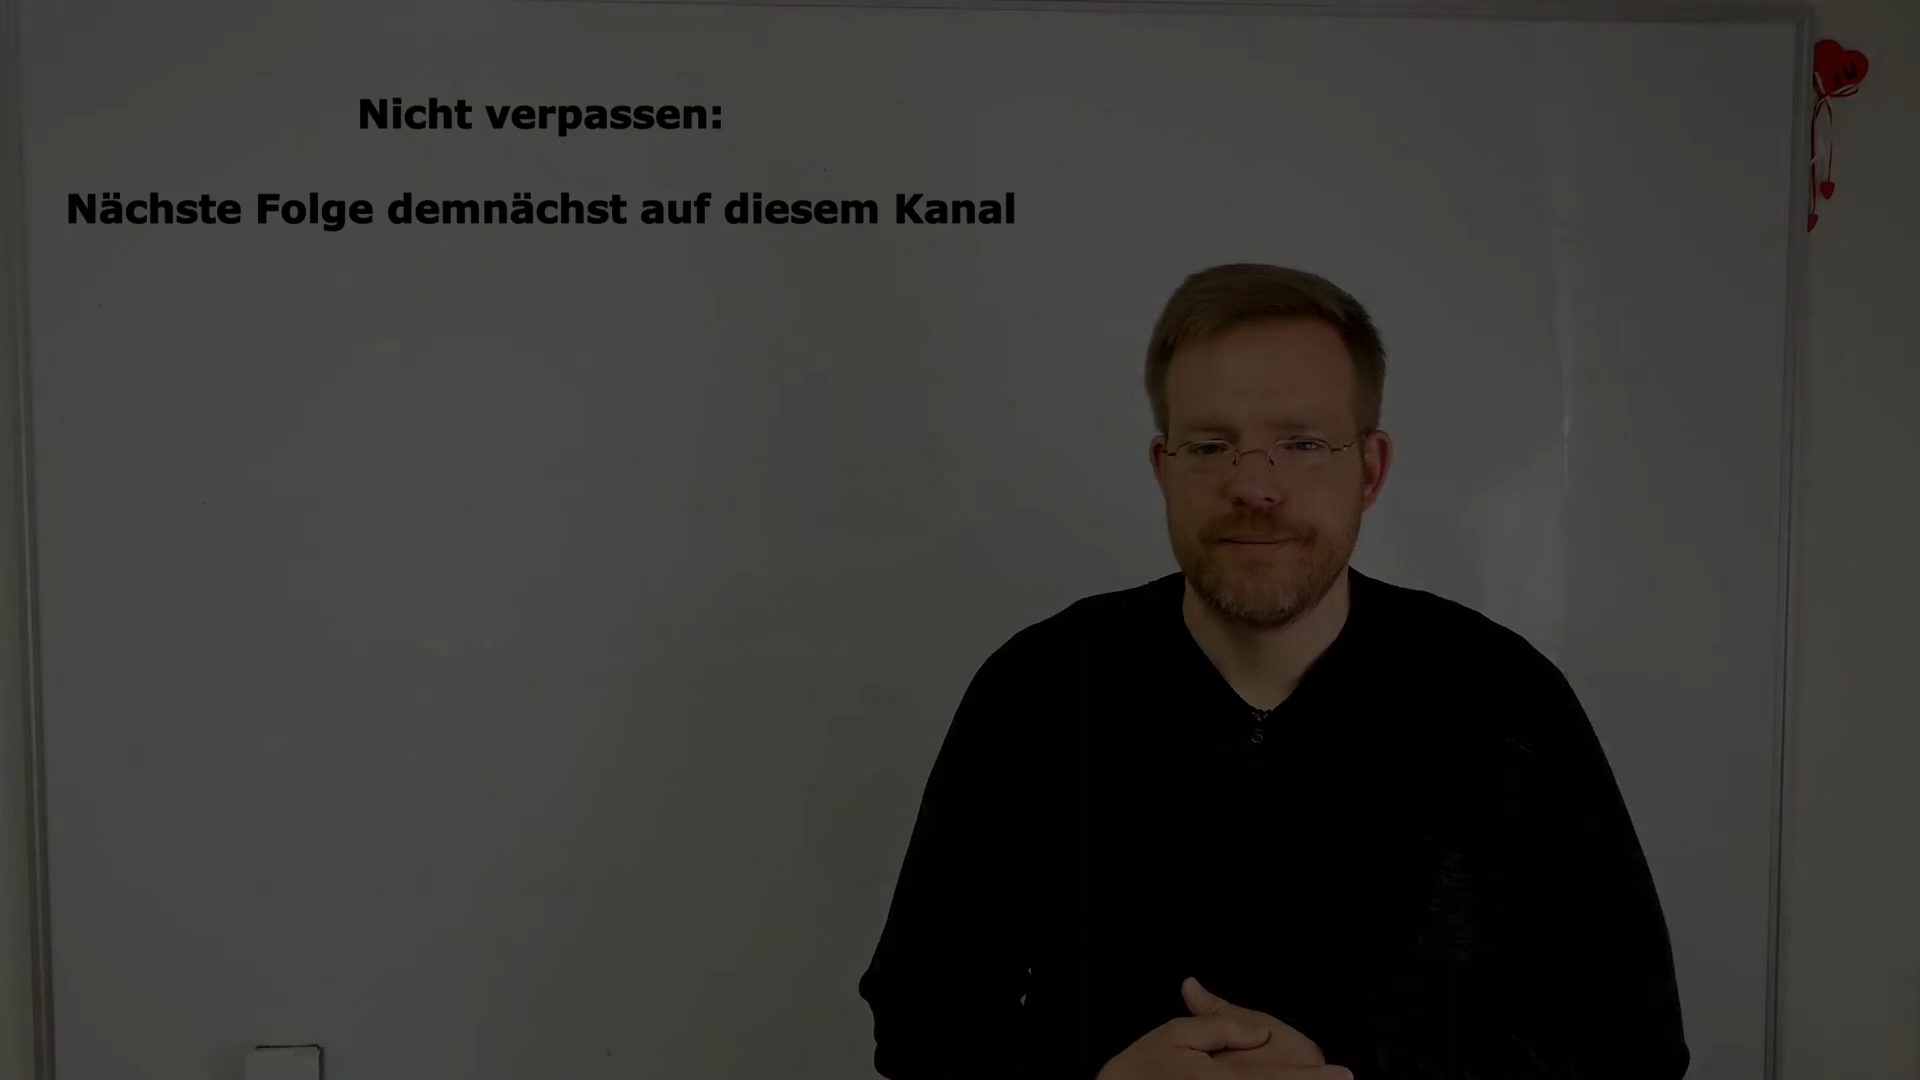 Nicht verpassen:
Nächste Folge demnächst auf diesem Kanal